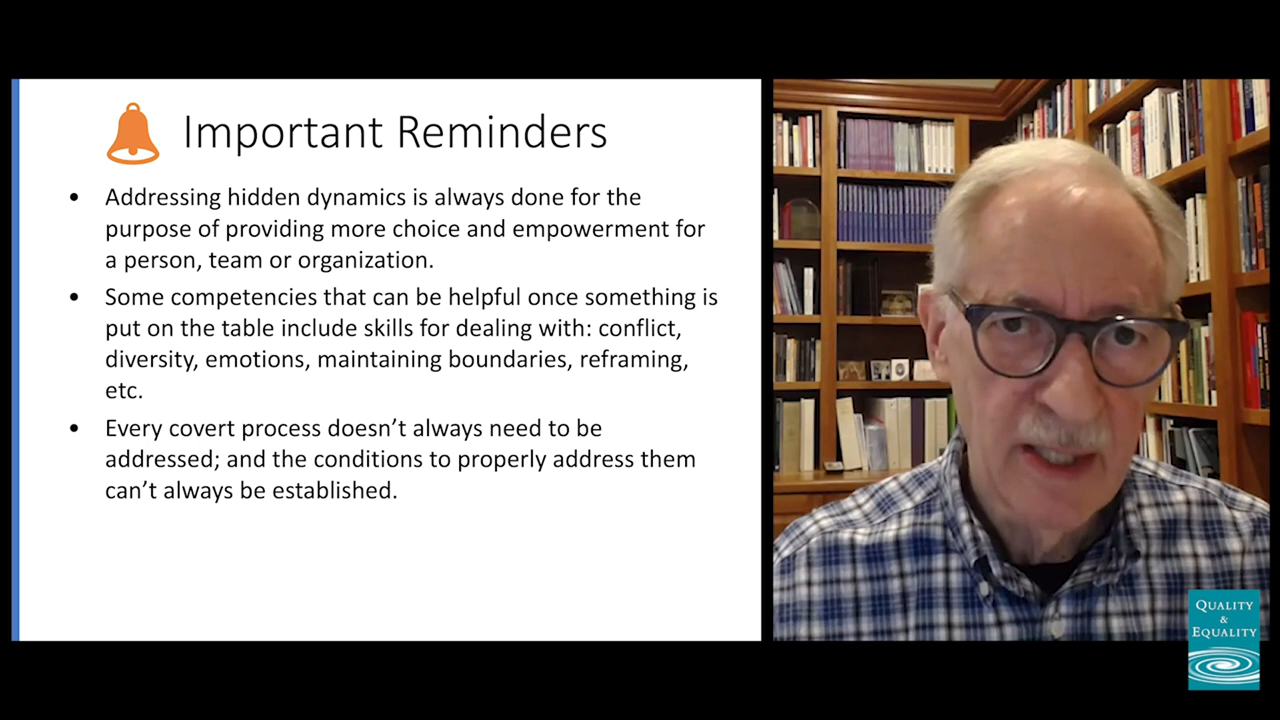 Important Reminders
• Addressing hidden dynamics is always done for the
purpose of providing more choice and empowerment for
a person, team or organization.
• Some competencies that can be helpful once something is
put on the table include skills for dealing with: conflict,
diversity, emotions, maintaining boundaries, reframing,
etc.
• Every covert process doesn’t always need to be
addressed; and the conditions to properly address them
can’t always be established.
QUALITY
&
EQUALITY